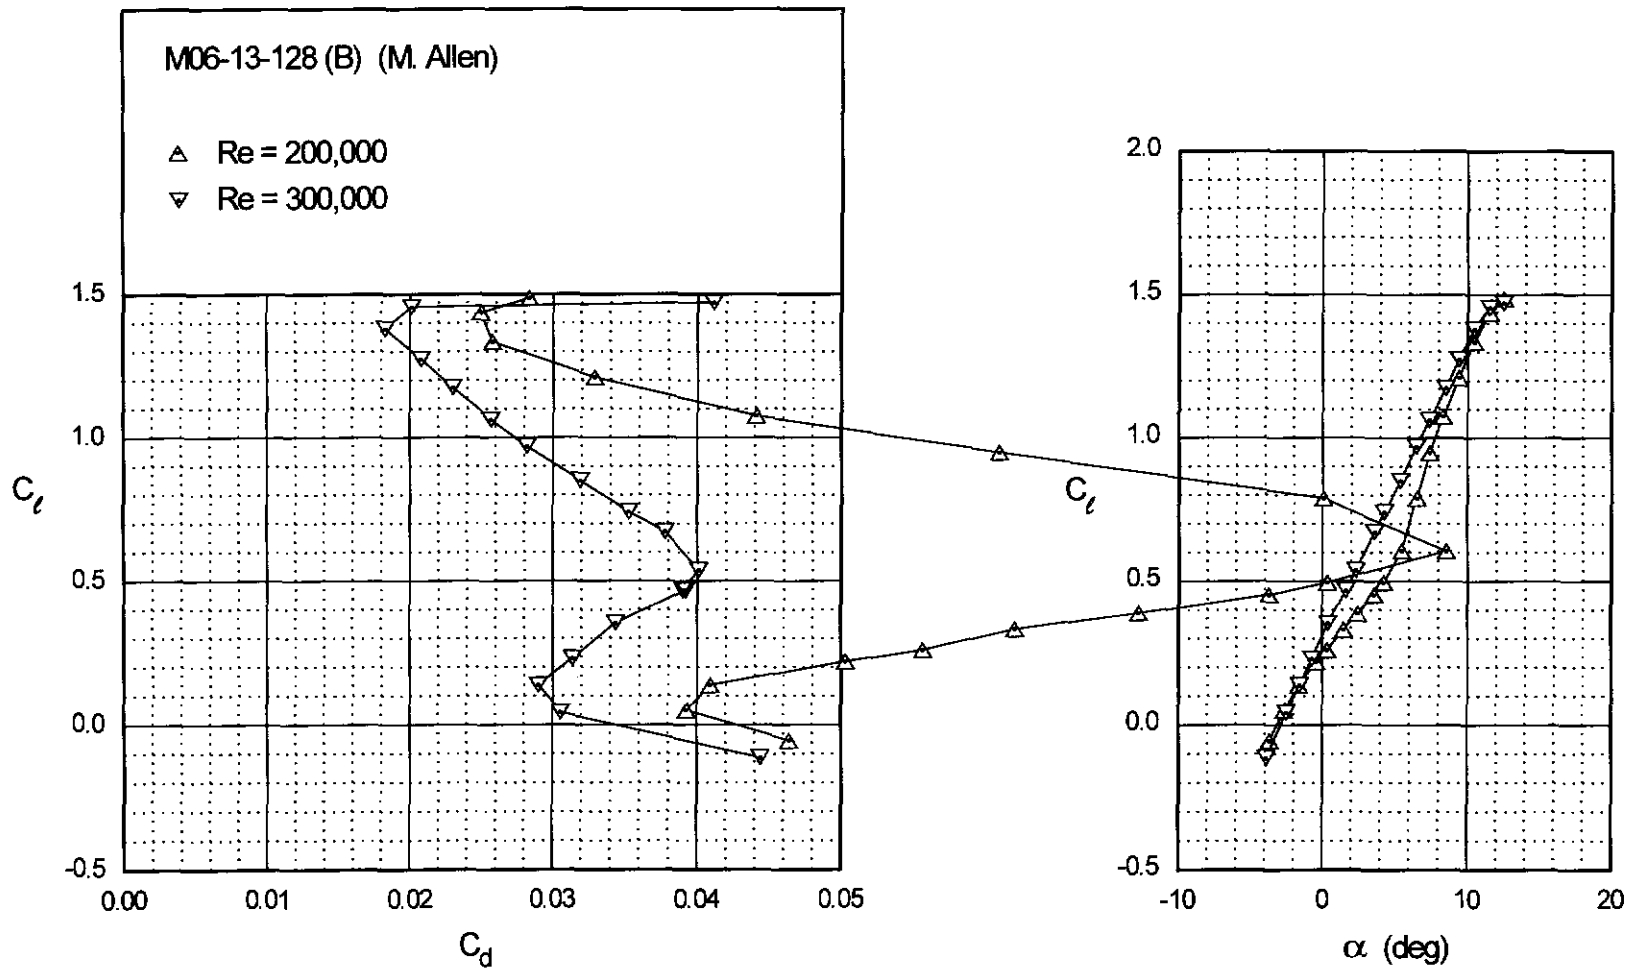 M06-13-128 (B) (M. Allen)
Re = 200,000
Re = 300,000
1.5
1.0
0.5
0.0
-0.5
Cℓ
0.00 0.01 0.02 0.03 0.04 0.05
Cd
2.0
1.5
1.0
0.5
0.0
-0.5
Cℓ
-10 0 10 20
α (deg)